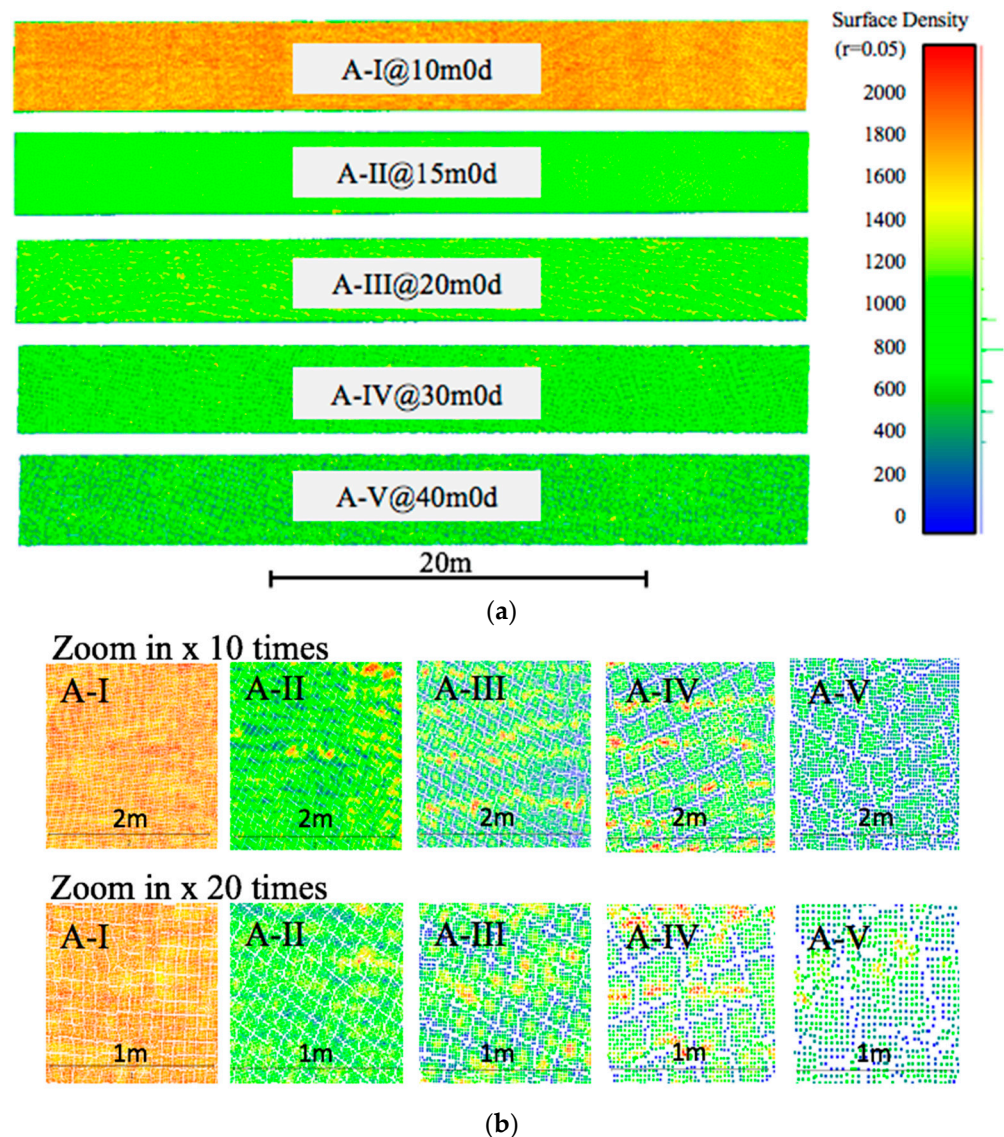 Surface Density
(r=0.05)
2000
1800
1600
1400
1200
1000
800
600
400
200
0
A-I@10m0d
A-II@15m0d
A-III@20m0d
A-IV@30m0d
A-V@40m0d
20m
(a)
Zoom in x 10 times
A-I A-II A-III A-IV A-V
2m 2m 2m 2m 2m
Zoom in x 20 times
A-I A-II A-III A-IV A-V
1m 1m 1m 1m 1m
(b)